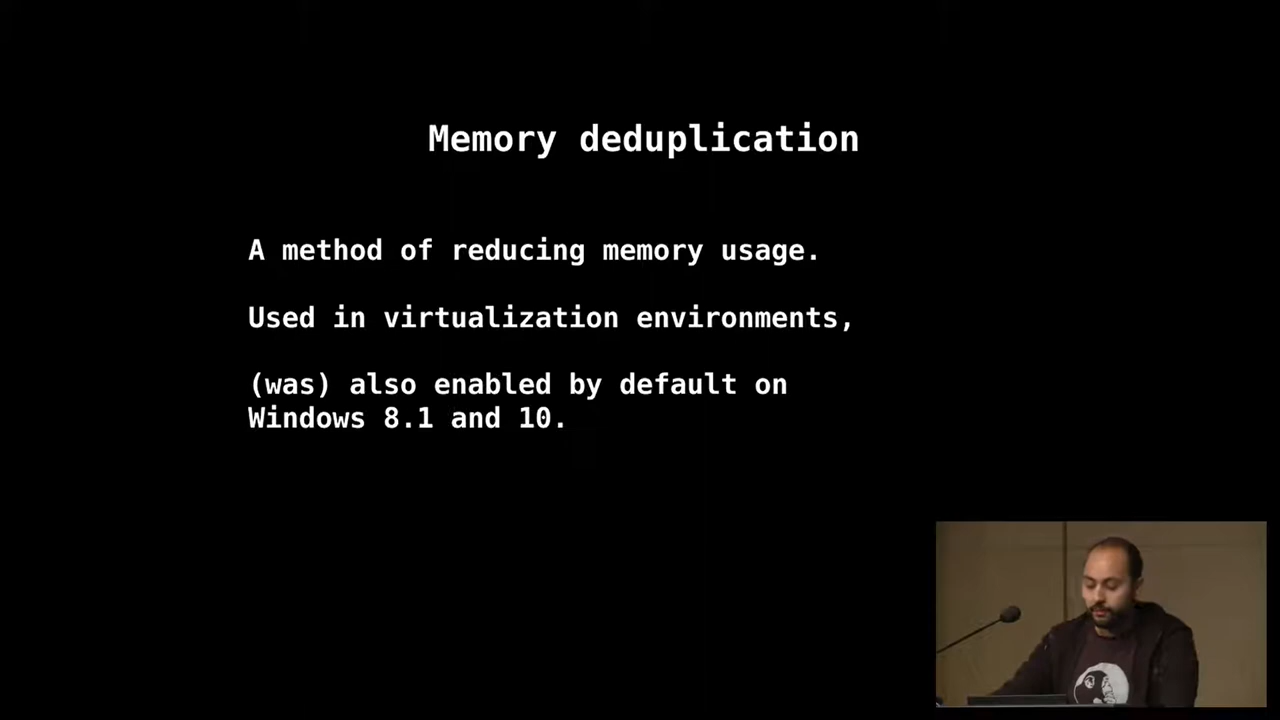 Memory deduplication
A method of reducing memory usage.
Used in virtualization environments,
(was) also enabled by default on
Windows 8.1 and 10.